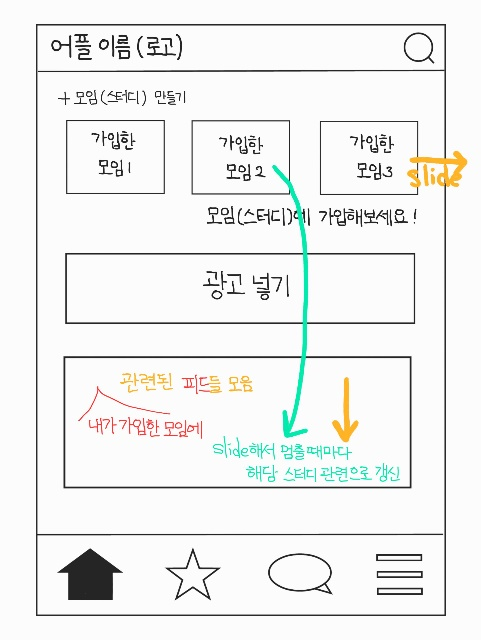 어플 이름 (로고)
+ 모임(스터디) 만들기
가입한
모임1
가입한
모임2
가입한
모임3
slide
모임(스터디)에 가입해보세요!
광고 넣기
관련된 피드들 모음
내가 가입한 모임에
slide해서 멈출때마다
해당 스터디 관련으로 갱신